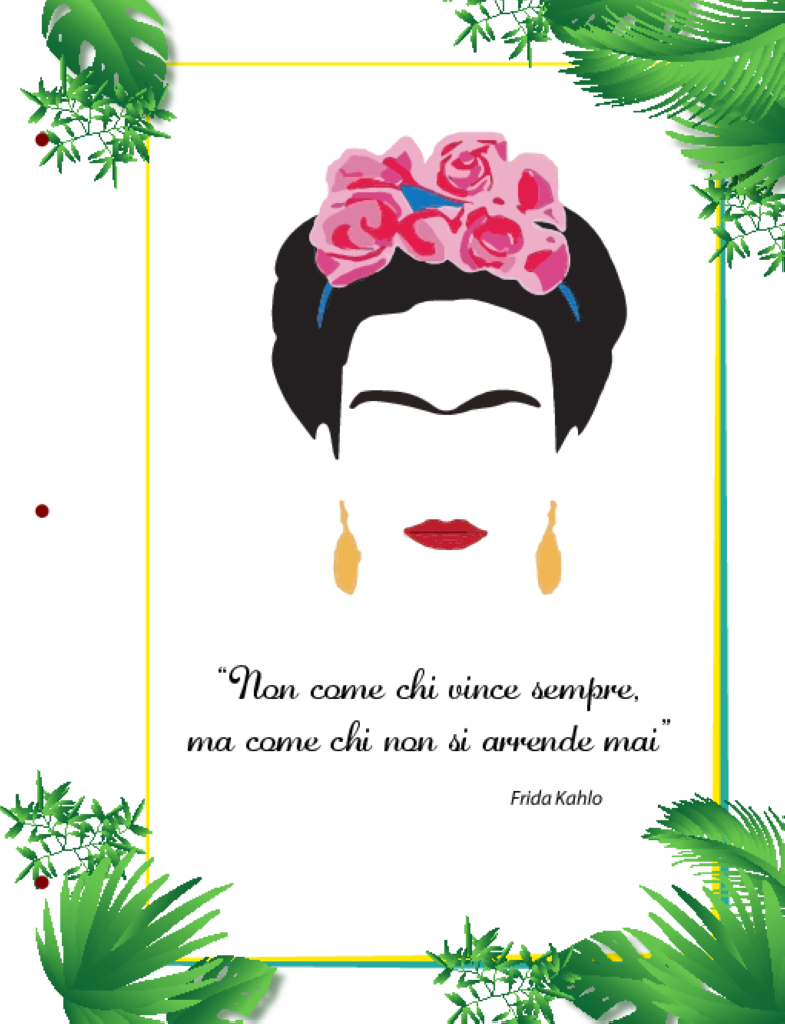 “Non come chi vince sempre,
ma come chi non si arrende mai”
Frida Kahlo